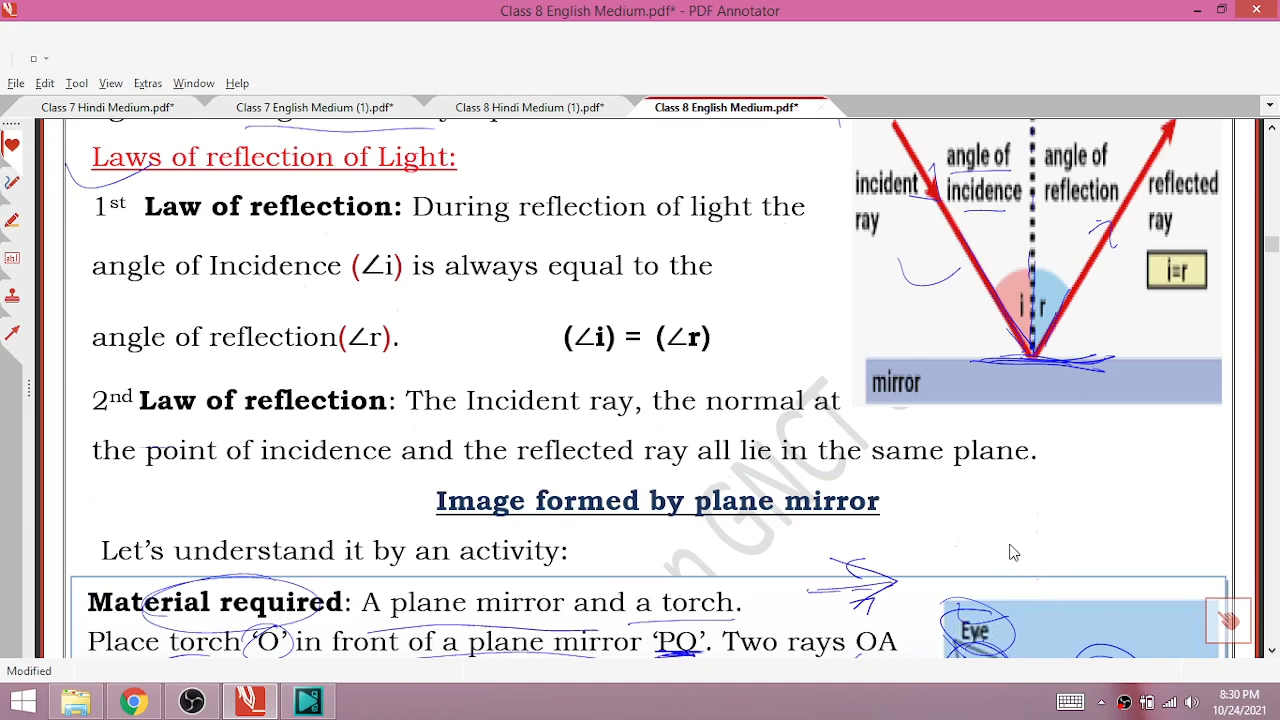 Class 8 English Medium.pdf* - PDF Annotator
File Edit Tool View Extras Window Help
Class 7 Hindi Medium.pdf* Class 7 English Medium (1).pdf* Class 8 Hindi Medium (1).pdf* Class 8 English Medium.pdf*
Laws of reflection of Light:
1st Law of reflection: During reflection of light the
angle of Incidence (∠i) is always equal to the
angle of reflection(∠r). (∠i) = (∠r)
2nd Law of reflection: The Incident ray, the normal at
the point of incidence and the reflected ray all lie in the same plane.
incident
ray
angle of
incidence
angle of
reflection
reflected
ray
i=r
i r
mirror
Image formed by plane mirror
Let's understand it by an activity:
Material required: A plane mirror and a torch.
Place torch 'O' in front of a plane mirror 'PQ'. Two rays OA
Eye
GNCT
Modified
8:30 PM
10/24/2021